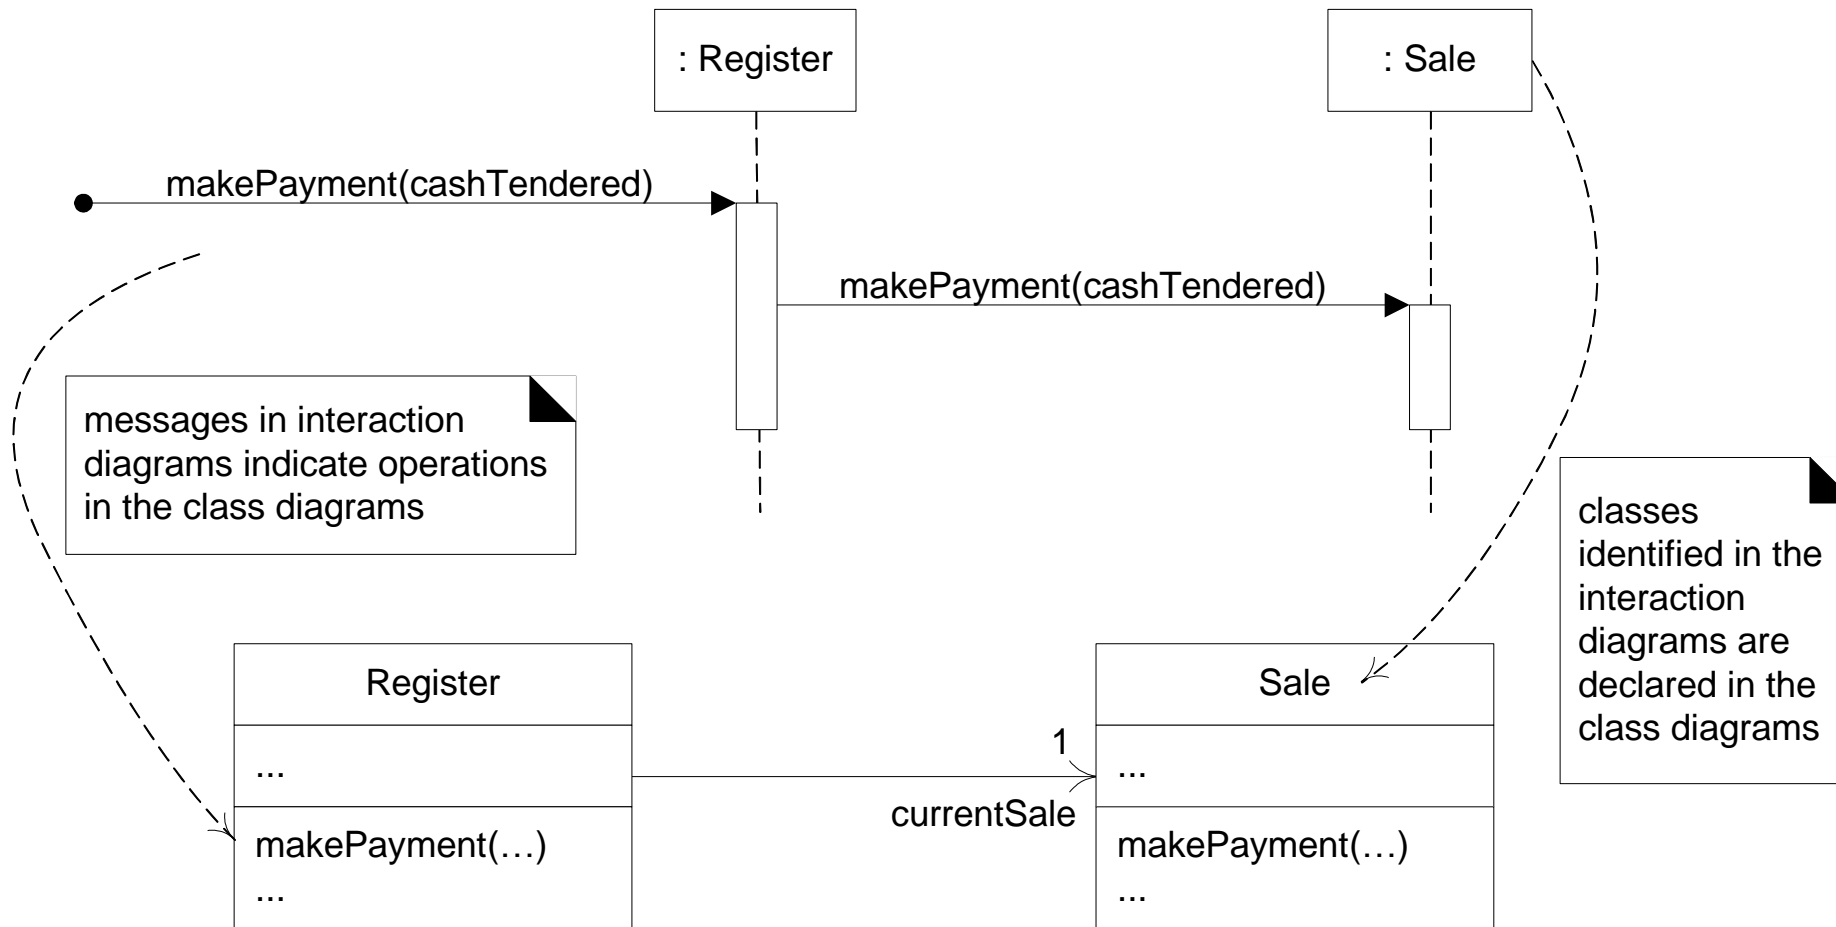 : Register
: Sale
makePayment(cashTendered)
makePayment(cashTendered)
messages in interaction
diagrams indicate operations
in the class diagrams
classes
identified in the
interaction
diagrams are
declared in the
class diagrams
Register
...
makePayment(…)
...
1
currentSale
Sale
...
makePayment(…)
...